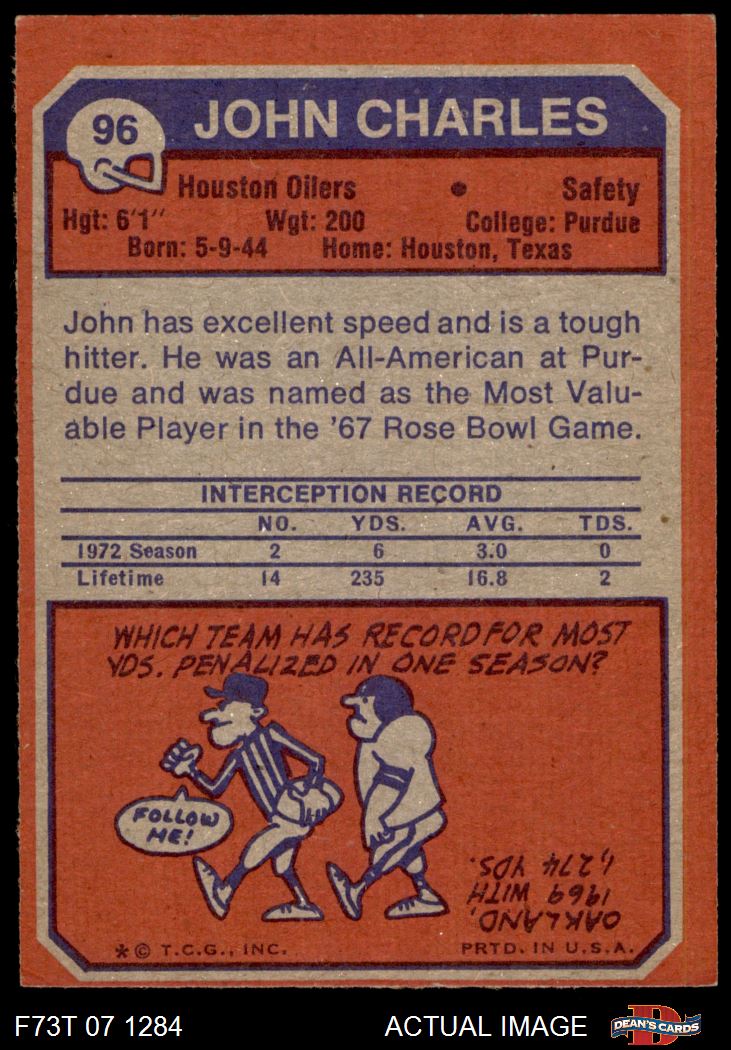 96
JOHN CHARLES
Houston Oilers • Safety
Hgt: 6'1" Wgt: 200 College: Purdue
Born: 5-9-44 Home: Houston, Texas
John has excellent speed and is a tough
hitter. He was an All-American at Pur-
due and was named as the Most Valu-
able Player in the '67 Rose Bowl Game.
INTERCEPTION RECORD
NO. YDS. AVG. TDS.
1972 Season 2 6 3.0 0
Lifetime 14 235 16.8 2
WHICH TEAM HAS RECORD FOR MOST
YDS. PENALIZED IN ONE SEASON?
FOLLOW
ME!
OAKLAND,
1969 WITH
1,274 YDS.
* © T.C.G., INC. PRTD. IN U.S.A.
F73T 07 1284 ACTUAL IMAGE
D
DEAN'S CARDS